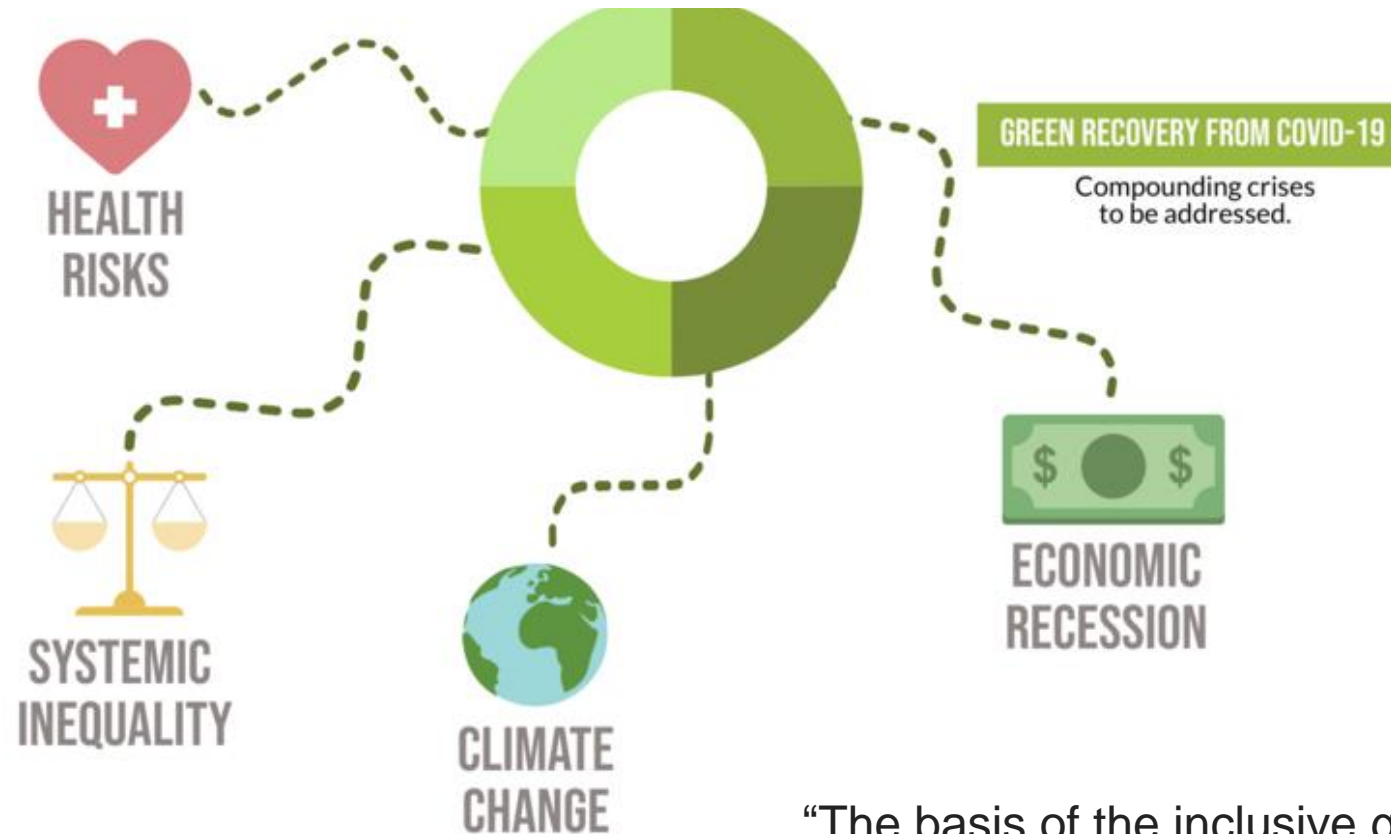 HEALTH
RISKS
GREEN RECOVERY FROM COVID-19
Compounding crises
to be addressed.
$ $
SYSTEMIC
INEQUALITY
CLIMATE
CHANGE
ECONOMIC
RECESSION
“The basis of the inclusive